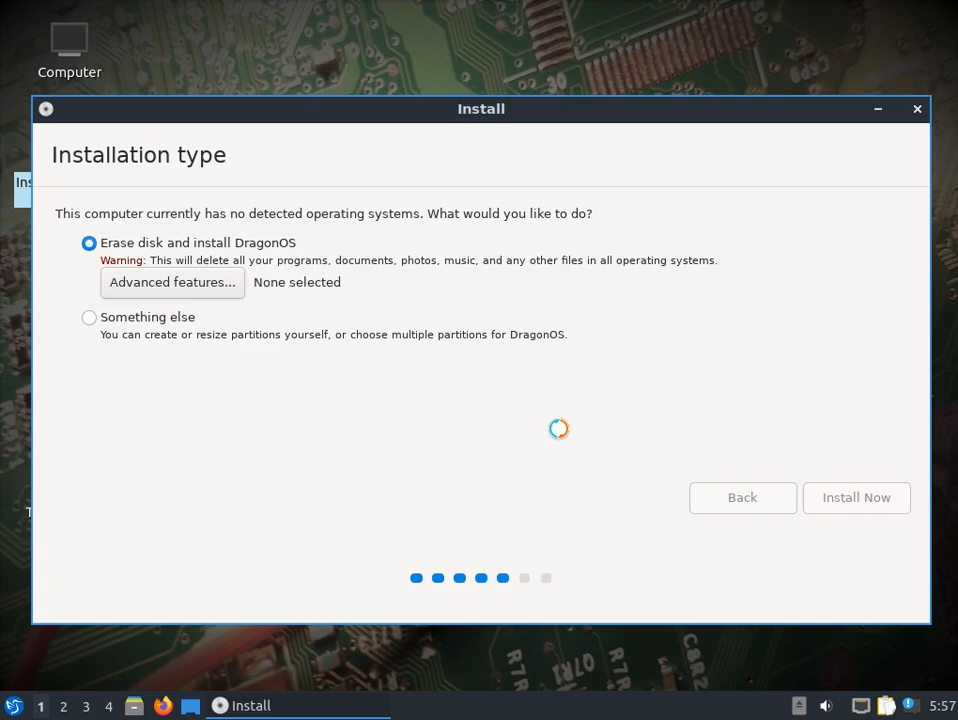 Computer
Install
Installation type
Ins
This computer currently has no detected operating systems. What would you like to do?
Erase disk and install DragonOS
Warning: This will delete all your programs, documents, photos, music, and any other files in all operating systems.
Advanced features... None selected
Something else
You can create or resize partitions yourself, or choose multiple partitions for DragonOS.
Back Install Now
R7R
R7R
1 2 3 4 Install 5:57